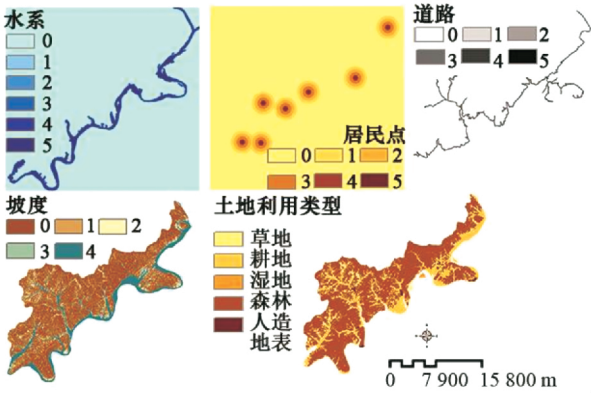 水系
0
1
2
3
4
5
居民点
0 1 2
3 4 5
道路
0 1 2
3 4 5
坡度
0 1 2
3 4
土地利用类型
草地
耕地
湿地
森林
人造
地表
0 7 900 15 800 m